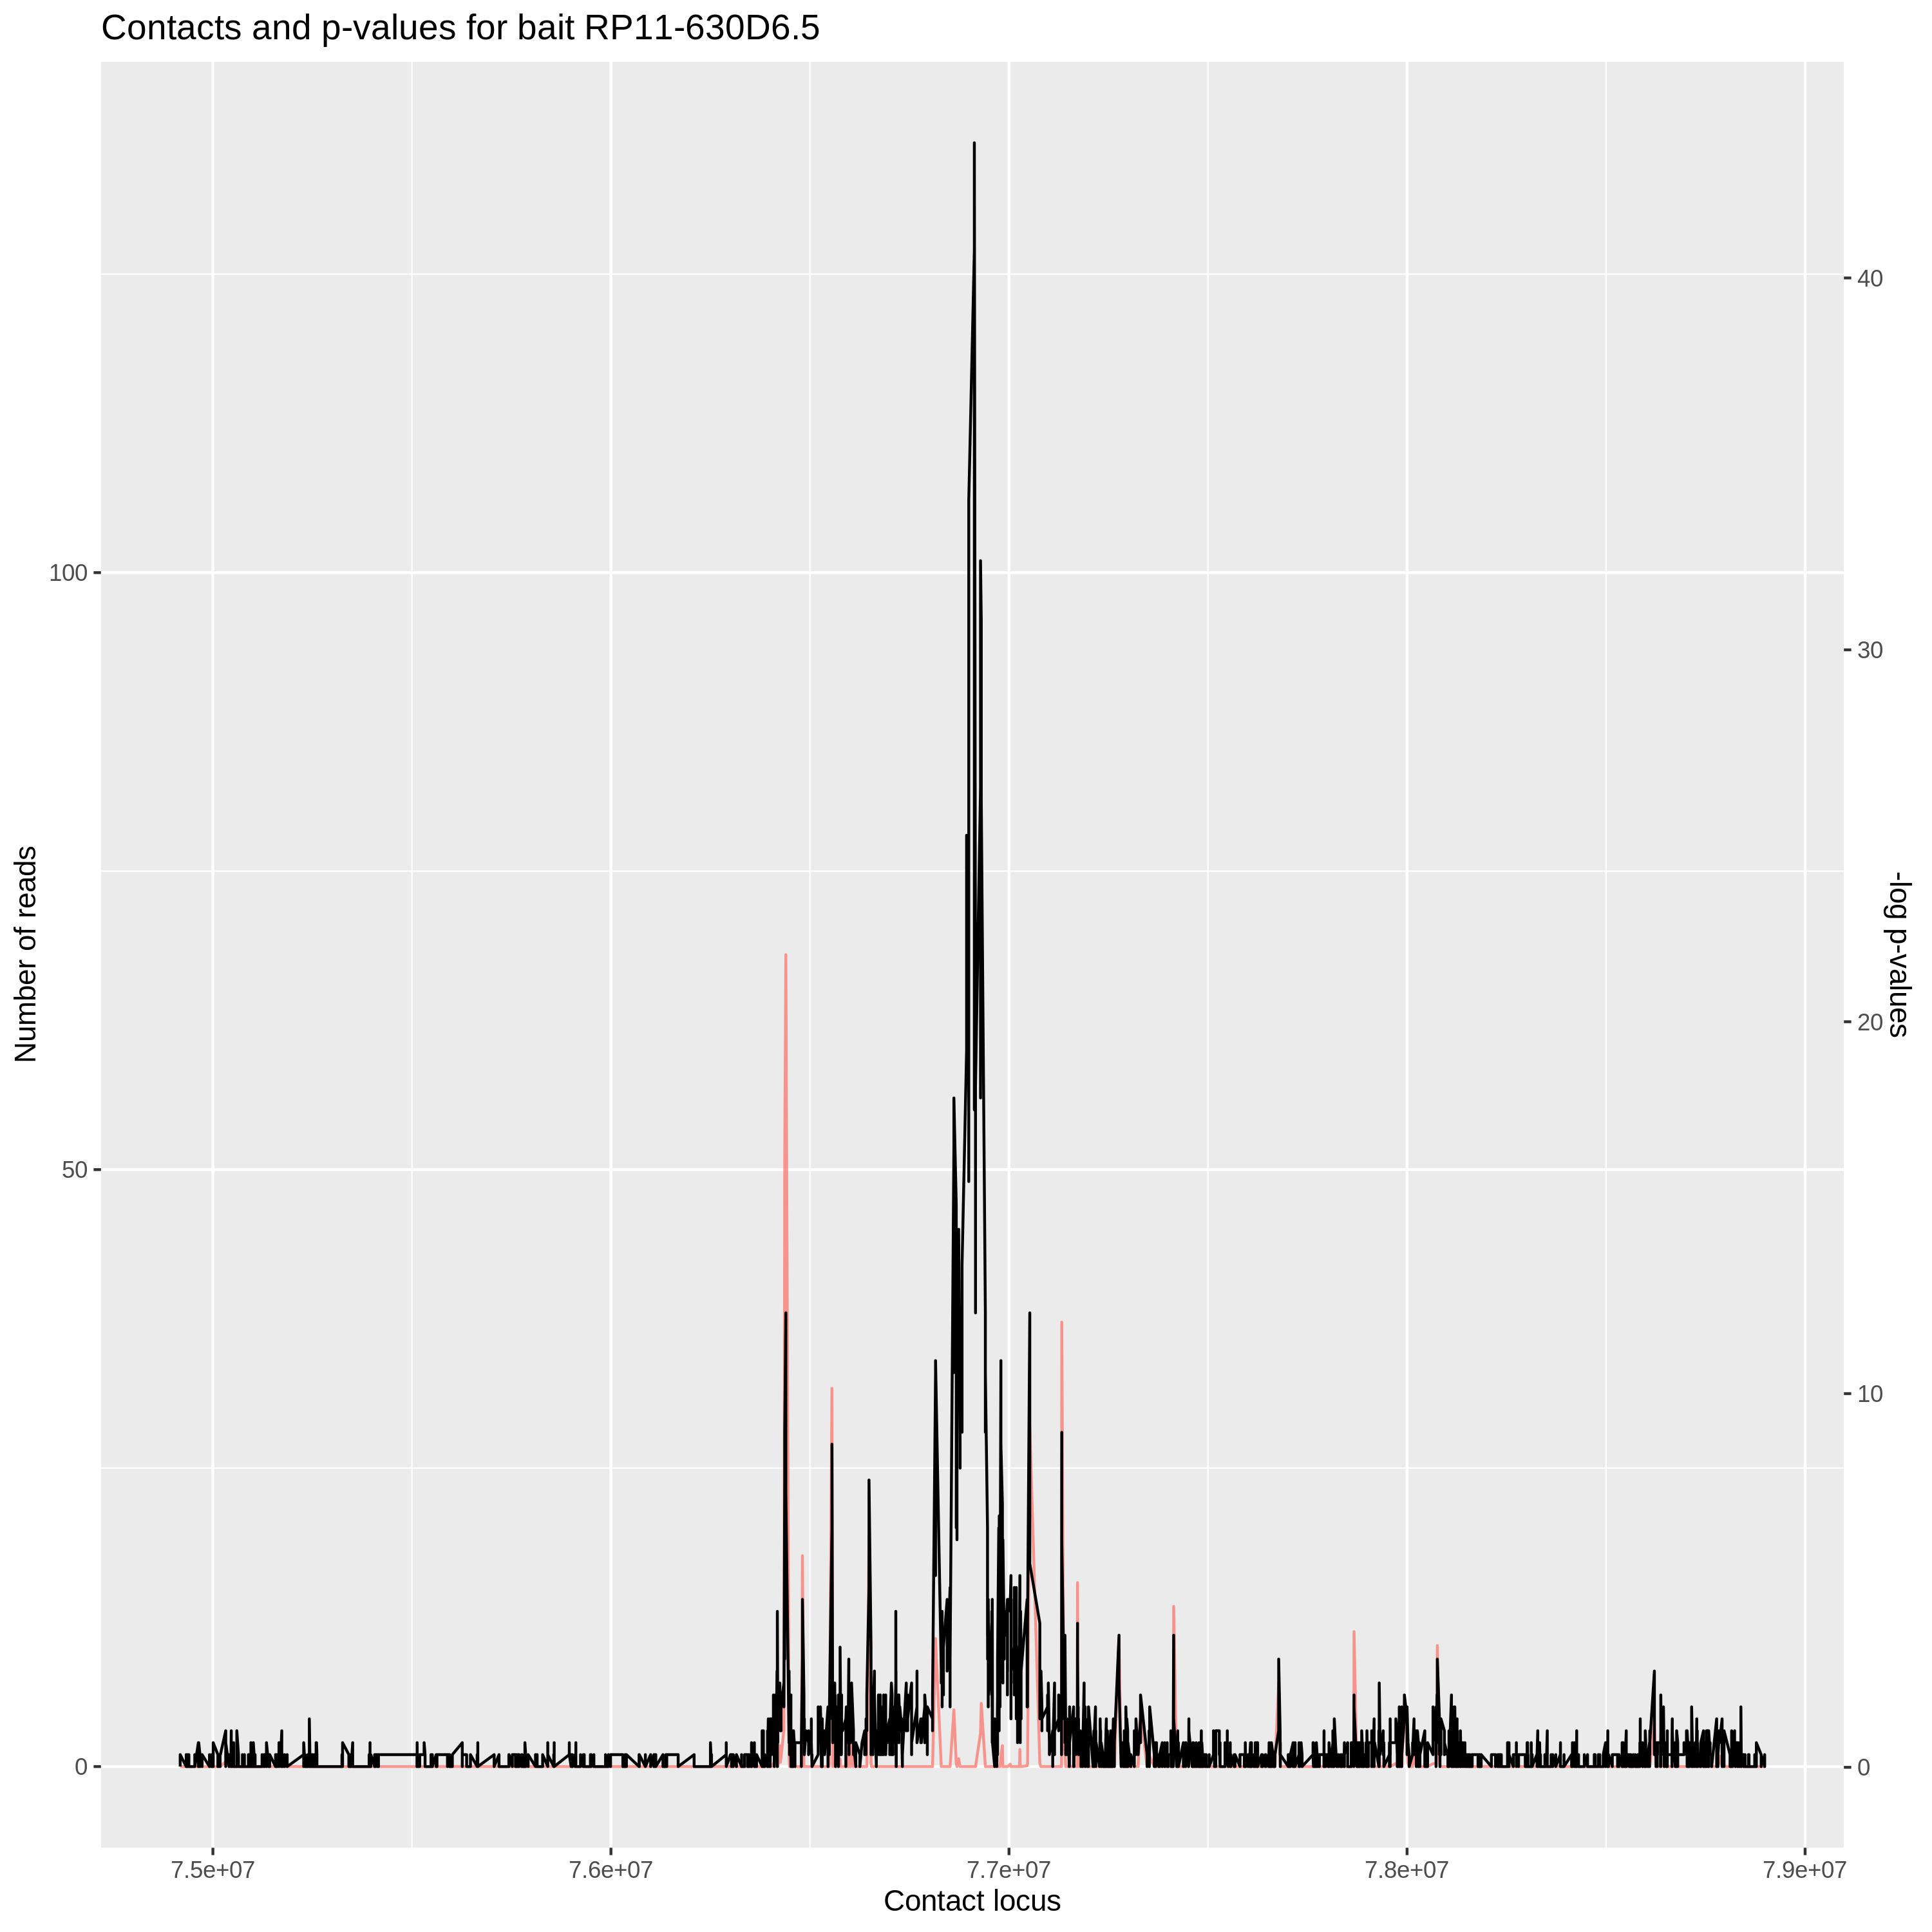 Contacts and p-values for bait RP11-630D6.5
Number of reads
100
50
0
40
30
20
10
0
-log p-values
7.5e+07 7.6e+07 7.7e+07 7.8e+07 7.9e+07
Contact locus